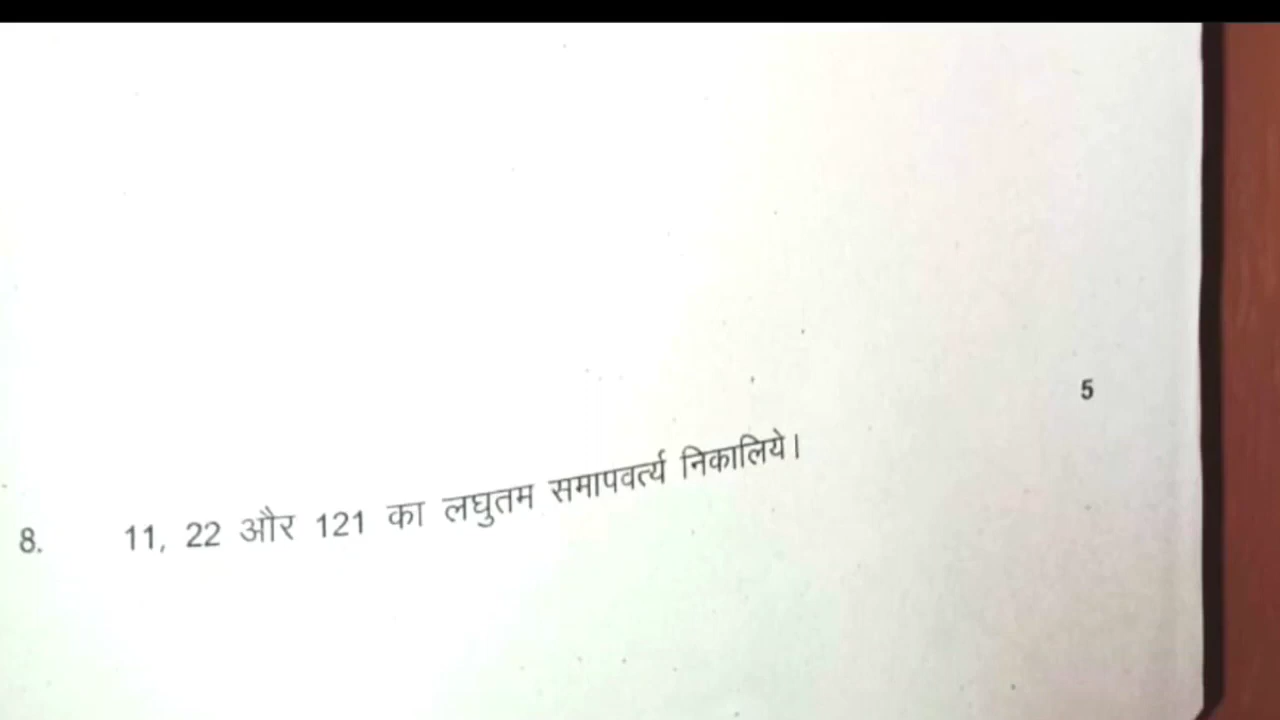 5
8. 11, 22 और 121 का लघुतम समापवर्त्य निकालिये।